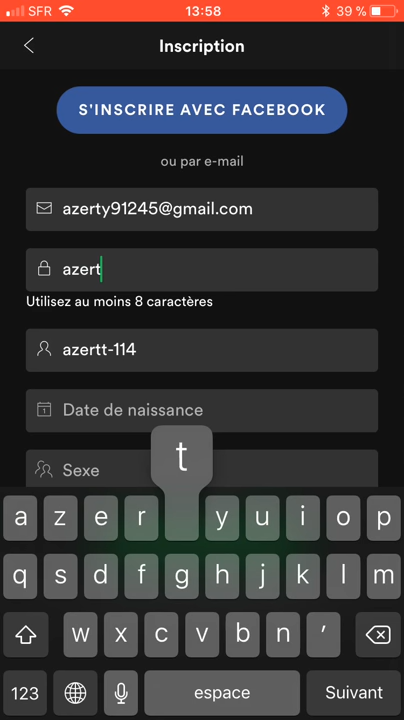 SFR 13:58 39 %
Inscription
S'INSCRIRE AVEC FACEBOOK
ou par e-mail
azerty91245@gmail.com
azert
Utilisez au moins 8 caractères
azertt-114
1 Date de naissance
Sexe
t
a z e r y u i o p
q s d f g h j k l m
w x c v b n ’
123 espace Suivant